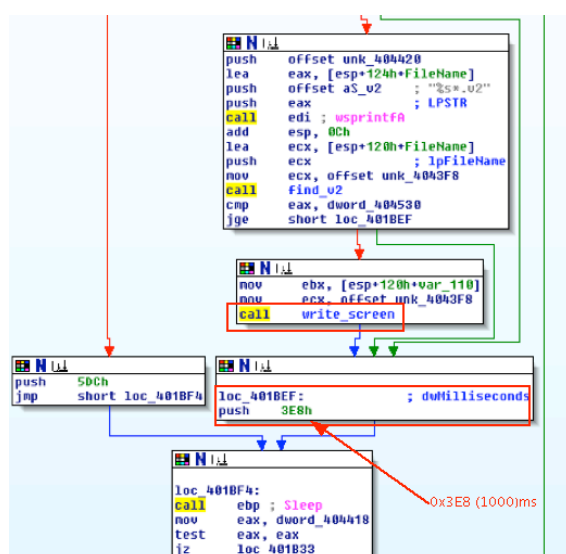 push offset unk_404420
lea eax, [esp+124h+FileName]
push offset aS_v2 ; "%s*.v2"
push eax ; LPSTR
call edi ; wsprintfA
add esp, 0Ch
lea ecx, [esp+120h+FileName]
push ecx ; lpFileName
mov ecx, offset unk_4043F8
call find_v2
cmp eax, dword_404530
jge short loc_401BEF
mov ebx, [esp+120h+var_110]
mov ecx, offset unk_4043F8
call write_screen
push 5DCh
jmp short loc_401BF4
loc_401BEF: ; dwMilliseconds
push 3E8h
0x3E8 (1000)ms
loc_401BF4:
call ebp ; Sleep
mov eax, dword_404418
test eax, eax
jz loc_401B33